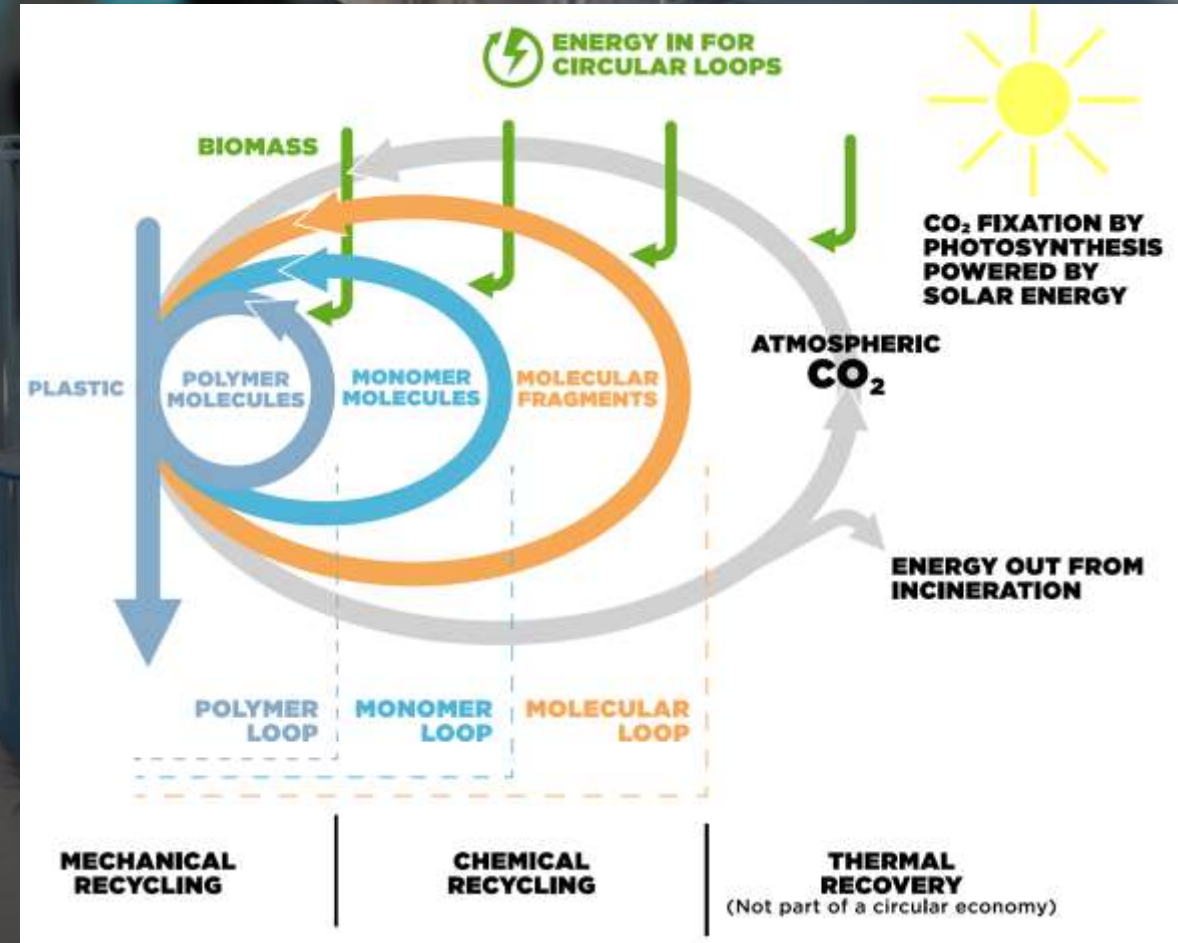 ENERGY IN FOR
CIRCULAR LOOPS
BIOMASS
CO₂ FIXATION BY
PHOTOSYNTHESIS
POWERED BY
SOLAR ENERGY
ATMOSPHERIC
CO₂
PLASTIC
POLYMER
MOLECULES
MONOMER
MOLECULES
MOLECULAR
FRAGMENTS
ENERGY OUT FROM
INCINERATION
POLYMER
LOOP
MONOMER
LOOP
MOLECULAR
LOOP
MECHANICAL
RECYCLING
CHEMICAL
RECYCLING
THERMAL
RECOVERY
(Not part of a circular economy)